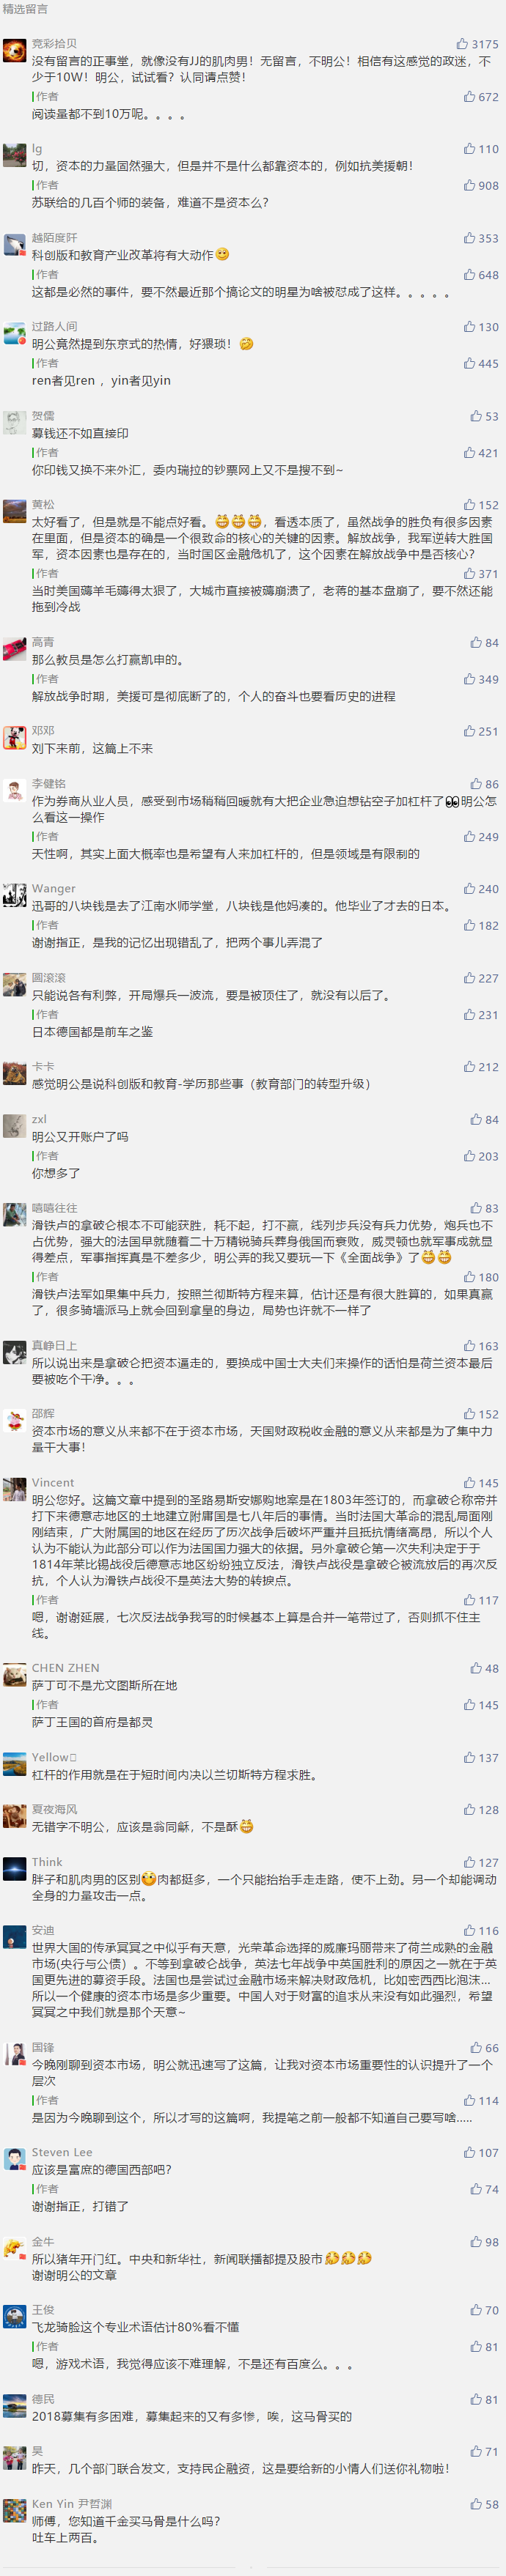 精选留言
竞彩拾贝 3175
没有留言的正事堂，就像没有JJ的肌肉男！无留言，不明公！相信有这感觉的政迷，不
少于10W！明公，试试看？认同请点赞！
作者 672
阅读量都不到10万呢。。。。
lg 110
切，资本的力量固然强大，但是并不是什么都靠资本的，例如抗美援朝！
作者 908
苏联给的几百个师的装备，难道不是资本么？
越陌度阡 353
科创版和教育产业改革将有大动作🙂
作者 648
这都是必然的事件，要不然最近那个搞论文的明星为啥被怼成了这样。。。。。
过路人间 130
明公竟然提到东京式的热情，好猥琐！🤣
作者 445
ren者见ren ，yin者见yin
贺儒 53
募钱还不如直接印
作者 421
你印钱又换不来外汇，委内瑞拉的钞票网上又不是搜不到~
黄松 152
太好看了，但是就是不能点好看。😁😁😁，看透本质了，虽然战争的胜负有很多因素
在里面，但是资本的确是一个很致命的核心的关键的因素。解放战争，我军逆转大胜国
军，资本因素也是存在的，当时国区金融危机了，这个因素在解放战争中是否核心？
作者 371
当时美国薅羊毛薅得太狠了，大城市直接被薅崩溃了，老蒋的基本盘崩了，要不然还能
拖到冷战
高青 84
那么教员是怎么打赢凯申的。
作者 349
解放战争时期，美援可是彻底断了的，个人的奋斗也要看历史的进程
邓邓 251
刘下来前，这篇上不来
李健铭 86
作为券商从业人员，感受到市场稍稍回暖就有大把企业急迫想钻空子加杠杆了👀明公怎
么看这一操作
作者 249
天性啊，其实上面大概率也是希望有人来加杠杆的，但是领域是有限制的
Wanger 240
迅哥的八块钱是去了江南水师学堂，八块钱是他妈凑的。他毕业了才去的日本。
作者 182
谢谢指正，是我的记忆出现错乱了，把两个事儿弄混了
圆滚滚 227
只能说各有利弊，开局爆兵一波流，要是被顶住了，就没有以后了。
作者 231
日本德国都是前车之鉴
卡卡 212
感觉明公是说科创版和教育-学历那些事（教育部门的转型升级）
zxl 84
明公又开账户了吗
作者 203
你想多了
嘻嘻往往 83
滑铁卢的拿破仑根本不可能获胜，耗不起，打不赢，线列步兵没有兵力优势，炮兵也不
占优势，强大的法国早就随着二十万精锐骑兵葬身俄国而衰败，威灵顿也就军事成就显
得差点，军事指挥真是不差多少，明公弄的我又要玩一下《全面战争》了😁😁
作者 180
滑铁卢法军如果集中兵力，按照兰彻斯特方程来算，估计还是有很大胜算的，如果真赢
了，很多骑墙派马上就会回到拿皇的身边，局势也许就不一样了
真峥日上 163
所以说出来是拿破仑把资本逼走的，要换成中国士大夫们来操作的话怕是荷兰资本最后
要被吃个干净。。。
邵辉 152
资本市场的意义从来都不在于资本市场，天国财政税收金融的意义从来都是为了集中力
量干大事！
Vincent 145
明公您好。这篇文章中提到的圣路易斯安娜购地案是在1803年签订的，而拿破仑称帝并
打下来德意志地区的土地建立附庸国是七八年后的事情。当时法国大革命的混乱局面刚
刚结束，广大附属国的地区在经历了历次战争后破坏严重并且抵抗情绪高昂，所以个人
认为不能认为此部分可以作为法国国力强大的依据。另外拿破仑第一次失利决定于于
1814年莱比锡战役后德意志地区纷纷独立反法，滑铁卢战役是拿破仑被流放后的再次反
抗，个人认为滑铁卢战役不是英法大势的转捩点。
作者 117
嗯，谢谢延展，七次反法战争我写的时候基本上算是合并一笔带过了，否则抓不住主
线。
CHEN ZHEN 48
萨丁可不是尤文图斯所在地
作者 145
萨丁王国的首府是都灵
Yellow 137
杠杆的作用就是在于短时间内决以兰切斯特方程求胜。
夏夜海风 128
无错字不明公，应该是翁同龢，不是酥😁
Think 127
胖子和肌肉男的区别😗肉都挺多，一个只能抬抬手走走路，使不上劲。另一个却能调动
全身的力量攻击一点。
安迪 116
世界大国的传承冥冥之中似乎有天意，光荣革命选择的威廉玛丽带来了荷兰成熟的金融
市场(央行与公债）。不等到拿破仑战争，英法七年战争中英国胜利的原因之一就在于英
国更先进的募资手段。法国也是尝试过金融市场来解决财政危机，比如密西西比泡沫...
所以一个健康的资本市场是多少重要。中国人对于财富的追求从来没有如此强烈，希望
冥冥之中我们就是那个天意~
国锋 66
今晚刚聊到资本市场，明公就迅速写了这篇，让我对资本市场重要性的认识提升了一个
层次
作者 114
是因为今晚聊到这个，所以才写的这篇啊，我提笔之前一般都不知道自己要写啥.....
Steven Lee 107
应该是富庶的德国西部吧？
作者 74
谢谢指正，打错了
金牛 98
所以猪年开门红。中央和新华社，新闻联播都提及股市
谢谢明公的文章
王俊 70
飞龙骑脸这个专业术语估计80%看不懂
作者 81
嗯，游戏术语，我觉得应该不难理解，不是还有百度么。。。
德民 81
2018募集有多困难，募集起来的又有多惨，唉，这马骨买的
昊 71
昨天，几个部门联合发文，支持民企融资，这是要给新的小情人们送你礼物啦！
Ken Yin 尹哲渊 58
师傅，您知道千金买马骨是什么吗？
吐车上两百。